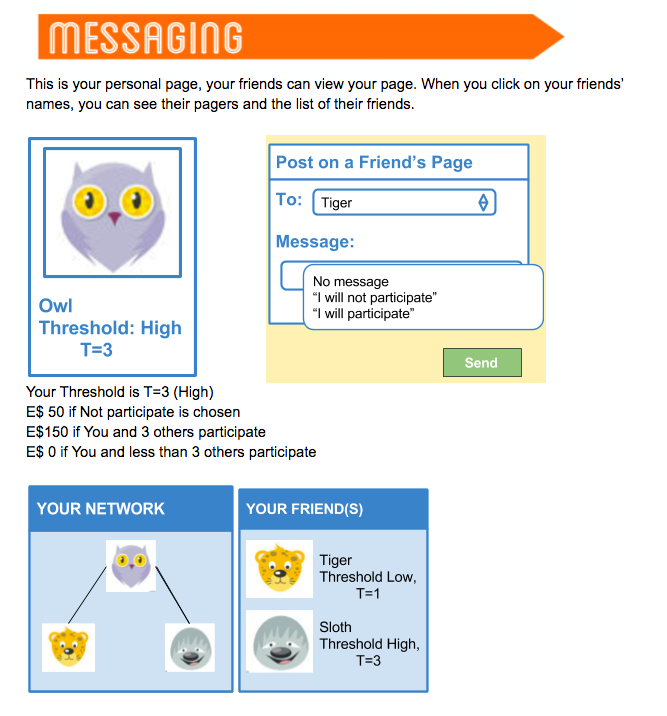 MESSAGING
This is your personal page, your friends can view your page. When you click on your friends’
names, you can see their pagers and the list of their friends.
Owl
Threshold: High
T=3
Post on a Friend’s Page
To: Tiger
Message:
No message
“I will not participate”
“I will participate”
Send
Your Threshold is T=3 (High)
E$ 50 if Not participate is chosen
E$150 if You and 3 others participate
E$ 0 if You and less than 3 others participate
YOUR NETWORK
YOUR FRIEND(S)
Tiger
Threshold Low,
T=1
Sloth
Threshold High,
T=3